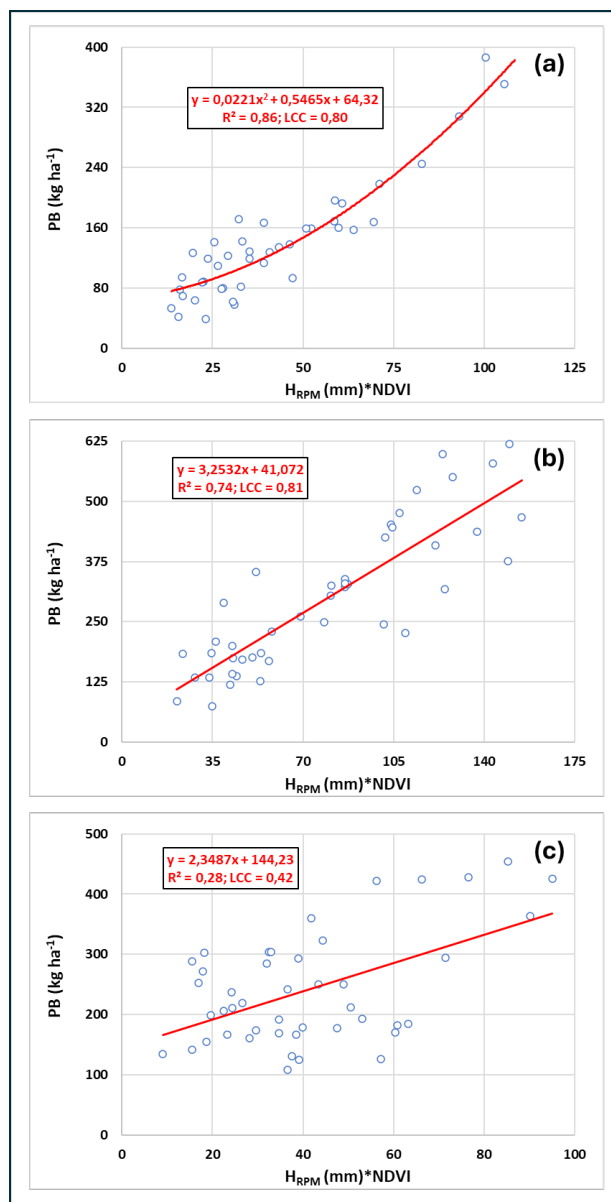 (a)
y = 0,0221x² + 0,5465x + 64,32
R² = 0,86; LCC = 0,80
PB (kg ha⁻¹)
400
320
240
160
80
0
0 25 50 75 100 125
H_RPM (mm)*NDVI
(b)
y = 3,2532x + 41,072
R² = 0,74; LCC = 0,81
PB (kg ha⁻¹)
625
500
375
250
125
0
0 35 70 105 140 175
H_RPM (mm)*NDVI
(c)
y = 2,3487x + 144,23
R² = 0,28; LCC = 0,42
PB (kg ha⁻¹)
500
400
300
200
100
0
0 20 40 60 80 100
H_RPM (mm)*NDVI